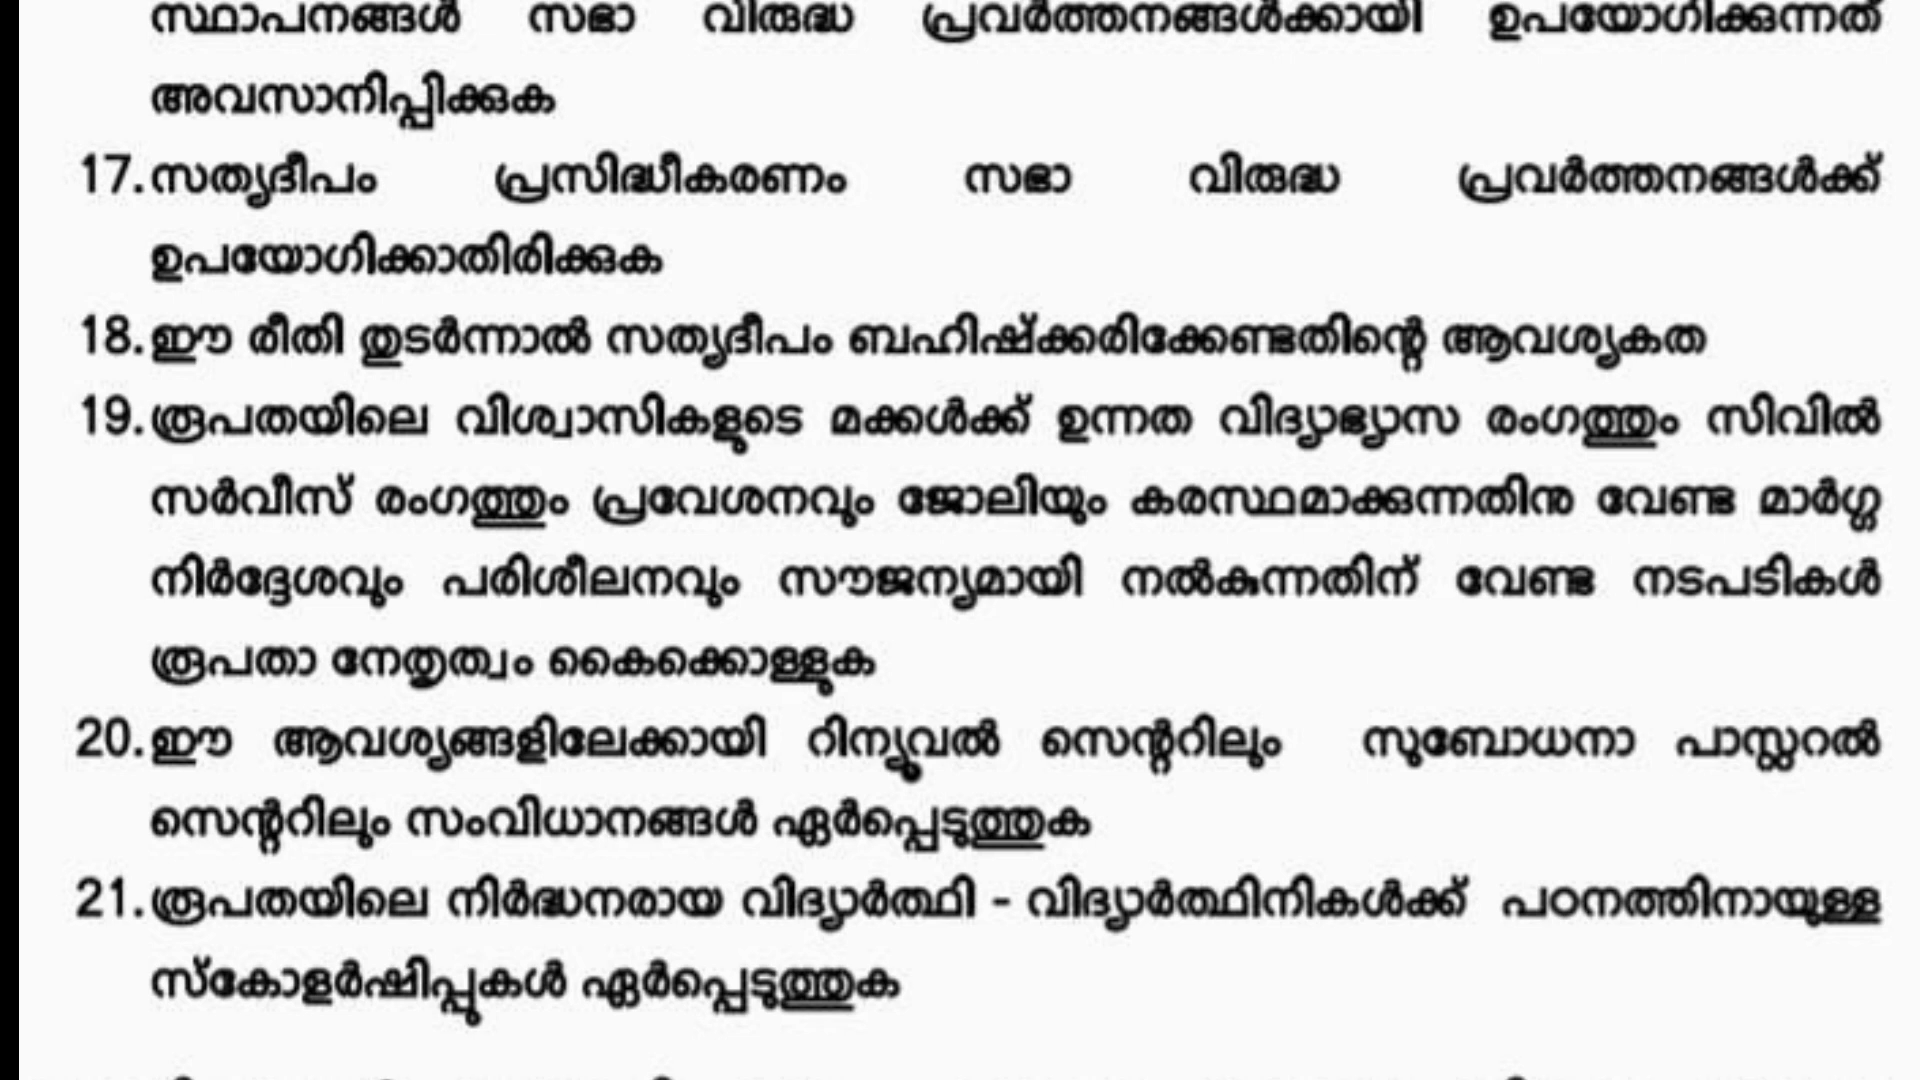 സ്ഥാപനങ്ങൾ സഭാ വിരുദ്ധ പ്രവർത്തനങ്ങൾക്കായി ഉപയോഗിക്കുന്നത്
അവസാനിപ്പിക്കുക
17.സത്യദീപം പ്രസിദ്ധീകരണം സഭാ വിരുദ്ധ പ്രവർത്തനങ്ങൾക്ക്
ഉപയോഗിക്കാതിരിക്കുക
18.ഈ രീതി തുടർന്നാൽ സത്യദീപം ബഹിഷ്ക്കരിക്കേണ്ടതിന്റെ ആവശ്യകത
19.രൂപതയിലെ വിശ്വാസികളുടെ മക്കൾക്ക് ഉന്നത വിദ്യാഭ്യാസ രംഗത്തും സിവിൽ
സർവീസ് രംഗത്തും പ്രവേശനവും ജോലിയും കരസ്ഥമാക്കുന്നതിനു വേണ്ട മാർഗ്ഗ
നിർദ്ദേശവും പരിശീലനവും സൗജന്യമായി നൽകുന്നതിന് വേണ്ട നടപടികൾ
രൂപതാ നേതൃത്വം കൈക്കൊള്ളുക
20.ഈ ആവശ്യങ്ങളിലേക്കായി റിന്യൂവൽ സെന്ററിലും സുബോധനാ പാസ്റ്ററൽ
സെന്ററിലും സംവിധാനങ്ങൾ ഏർപ്പെടുത്തുക
21.രൂപതയിലെ നിർദ്ധനരായ വിദ്യാർത്ഥി - വിദ്യാർത്ഥിനികൾക്ക് പഠനത്തിനായുള്ള
സ്കോളർഷിപ്പുകൾ ഏർപ്പെടുത്തുക